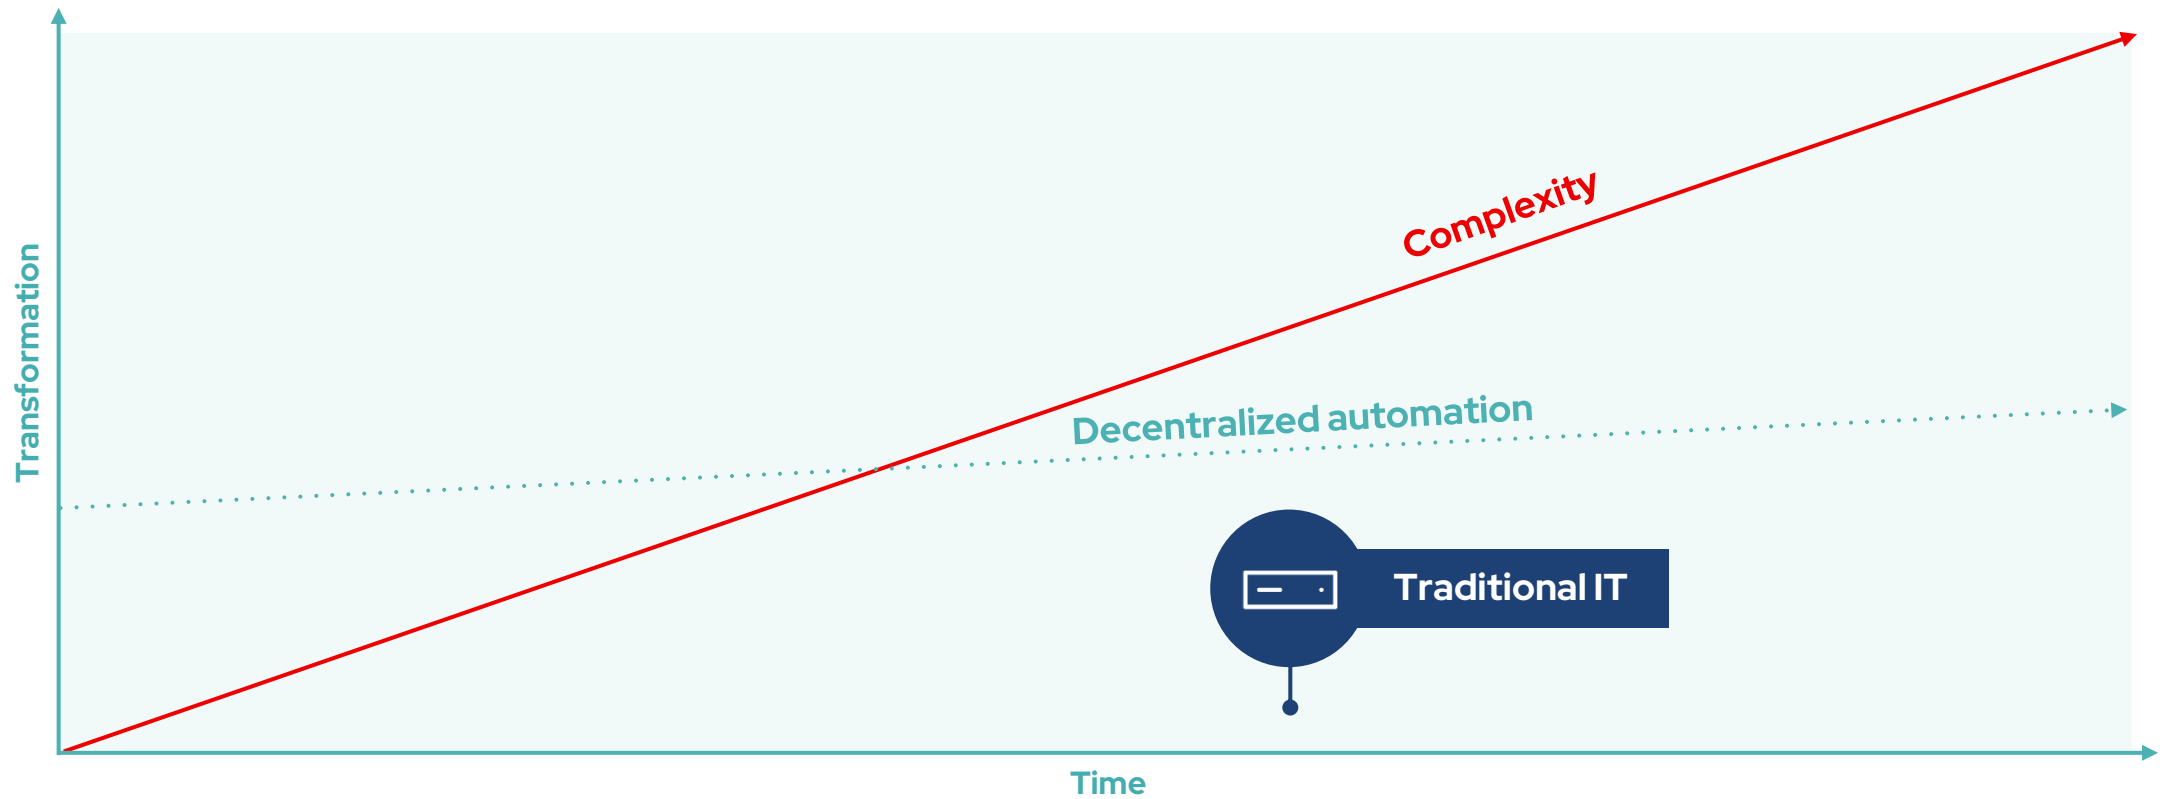 Transformation
Complexity
Decentralized automation
Traditional IT
Time